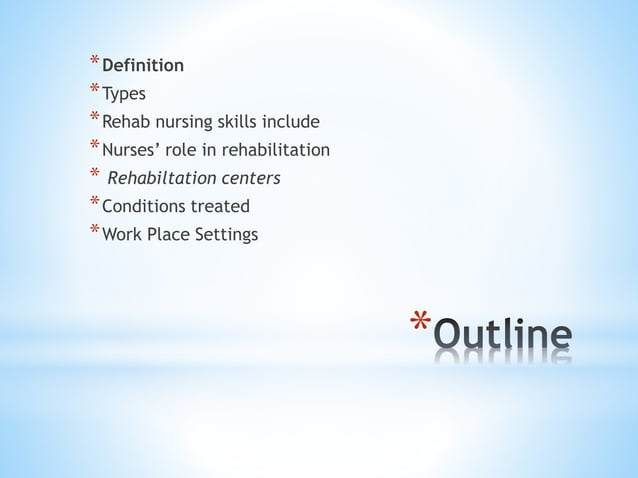 * Definition
* Types
* Rehab nursing skills include
* Nurses’ role in rehabilitation
* Rehabiltation centers
* Conditions treated
* Work Place Settings
* Outline